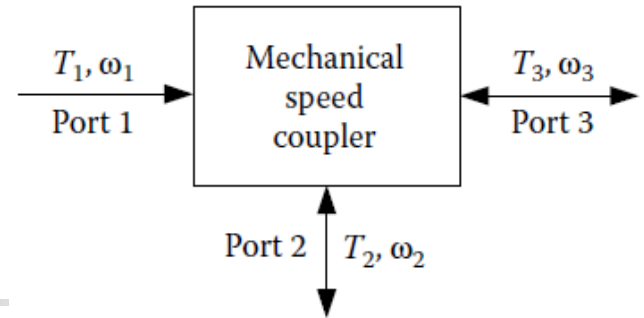 T₁, ω₁
Port 1
Mechanical
speed
coupler
T₃, ω₃
Port 3
Port 2
T₂, ω₂